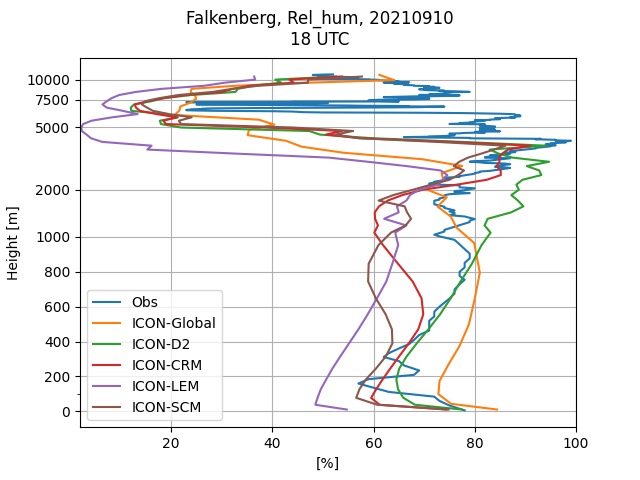 Falkenberg, Rel_hum, 20210910
18 UTC
Height [m]
10000
7500
5000
2000
1000
800
600
400
200
0
Obs
ICON-Global
ICON-D2
ICON-CRM
ICON-LEM
ICON-SCM
20
40
60
80
100
[%]